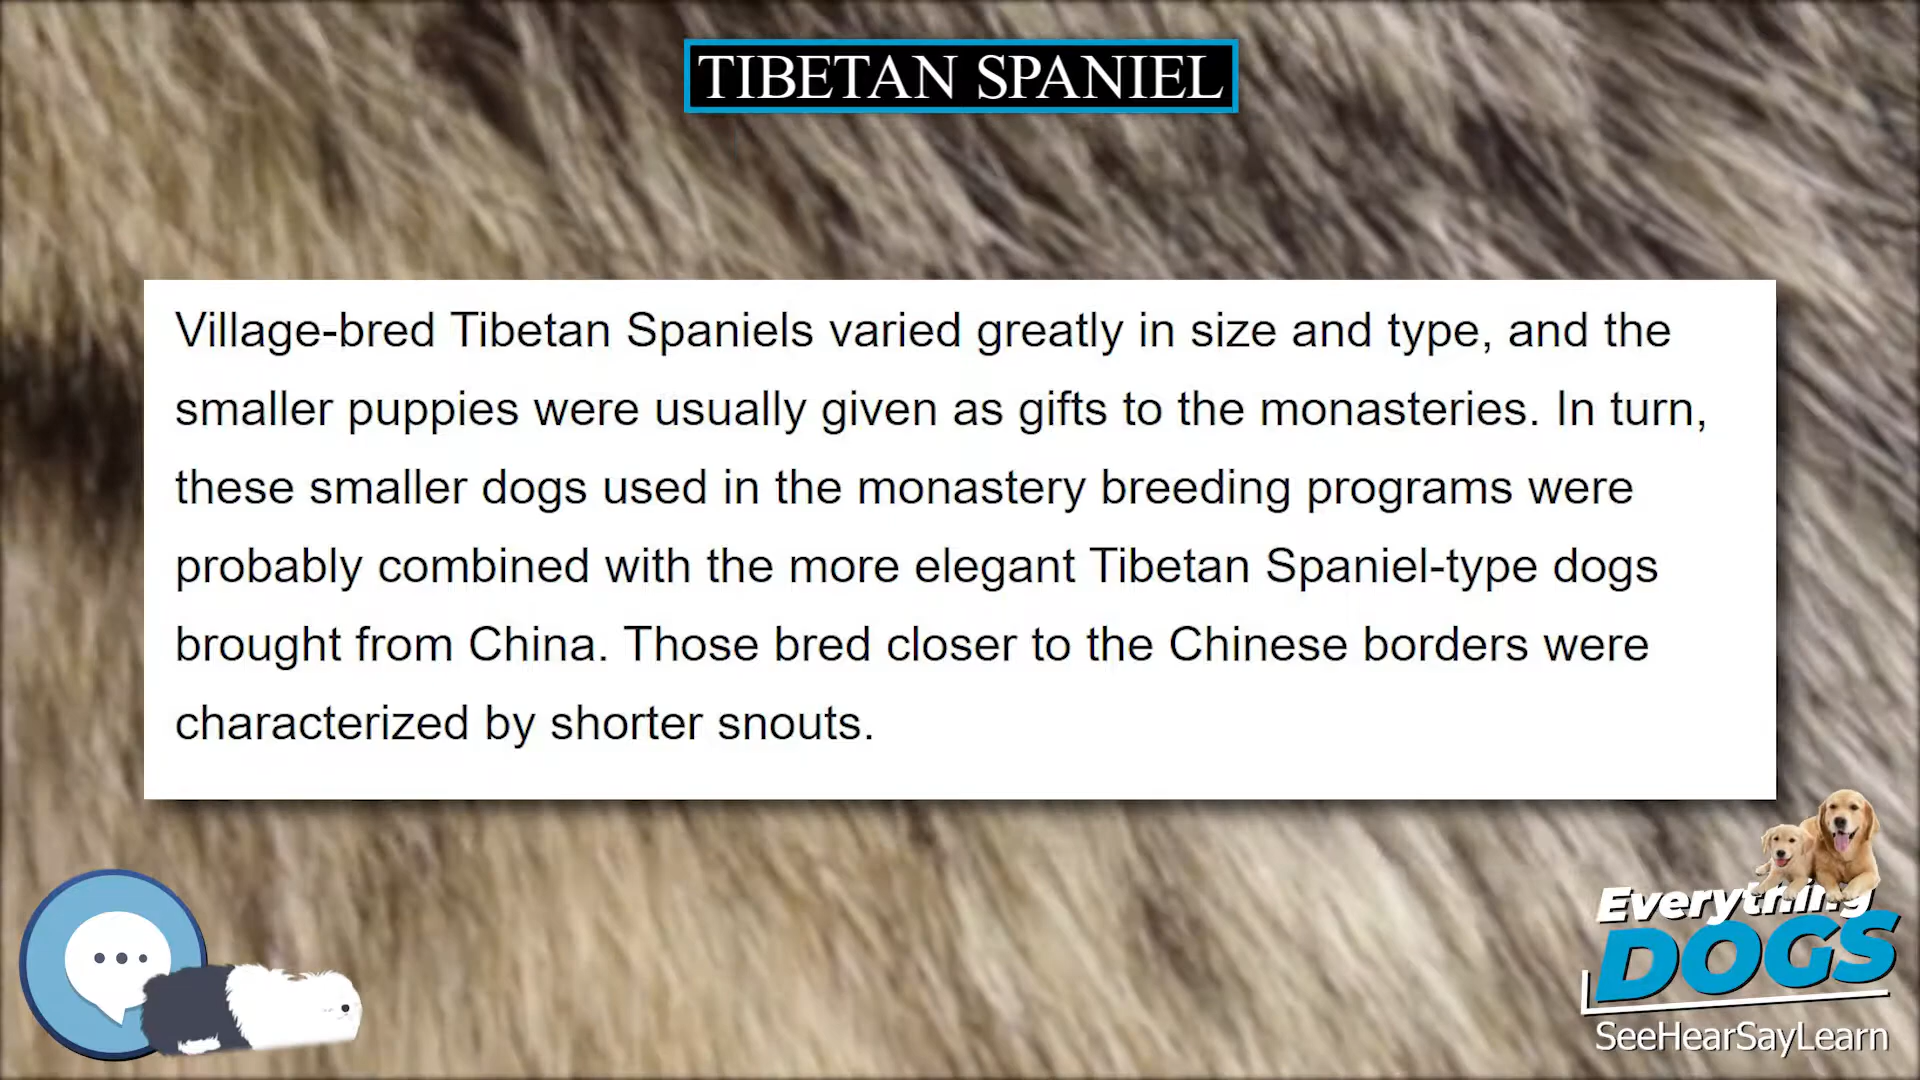 TIBETAN SPANIEL
Village-bred Tibetan Spaniels varied greatly in size and type, and the
smaller puppies were usually given as gifts to the monasteries. In turn,
these smaller dogs used in the monastery breeding programs were
probably combined with the more elegant Tibetan Spaniel-type dogs
brought from China. Those bred closer to the Chinese borders were
characterized by shorter snouts.
Everything
DOGS
SeeHearSayLearn